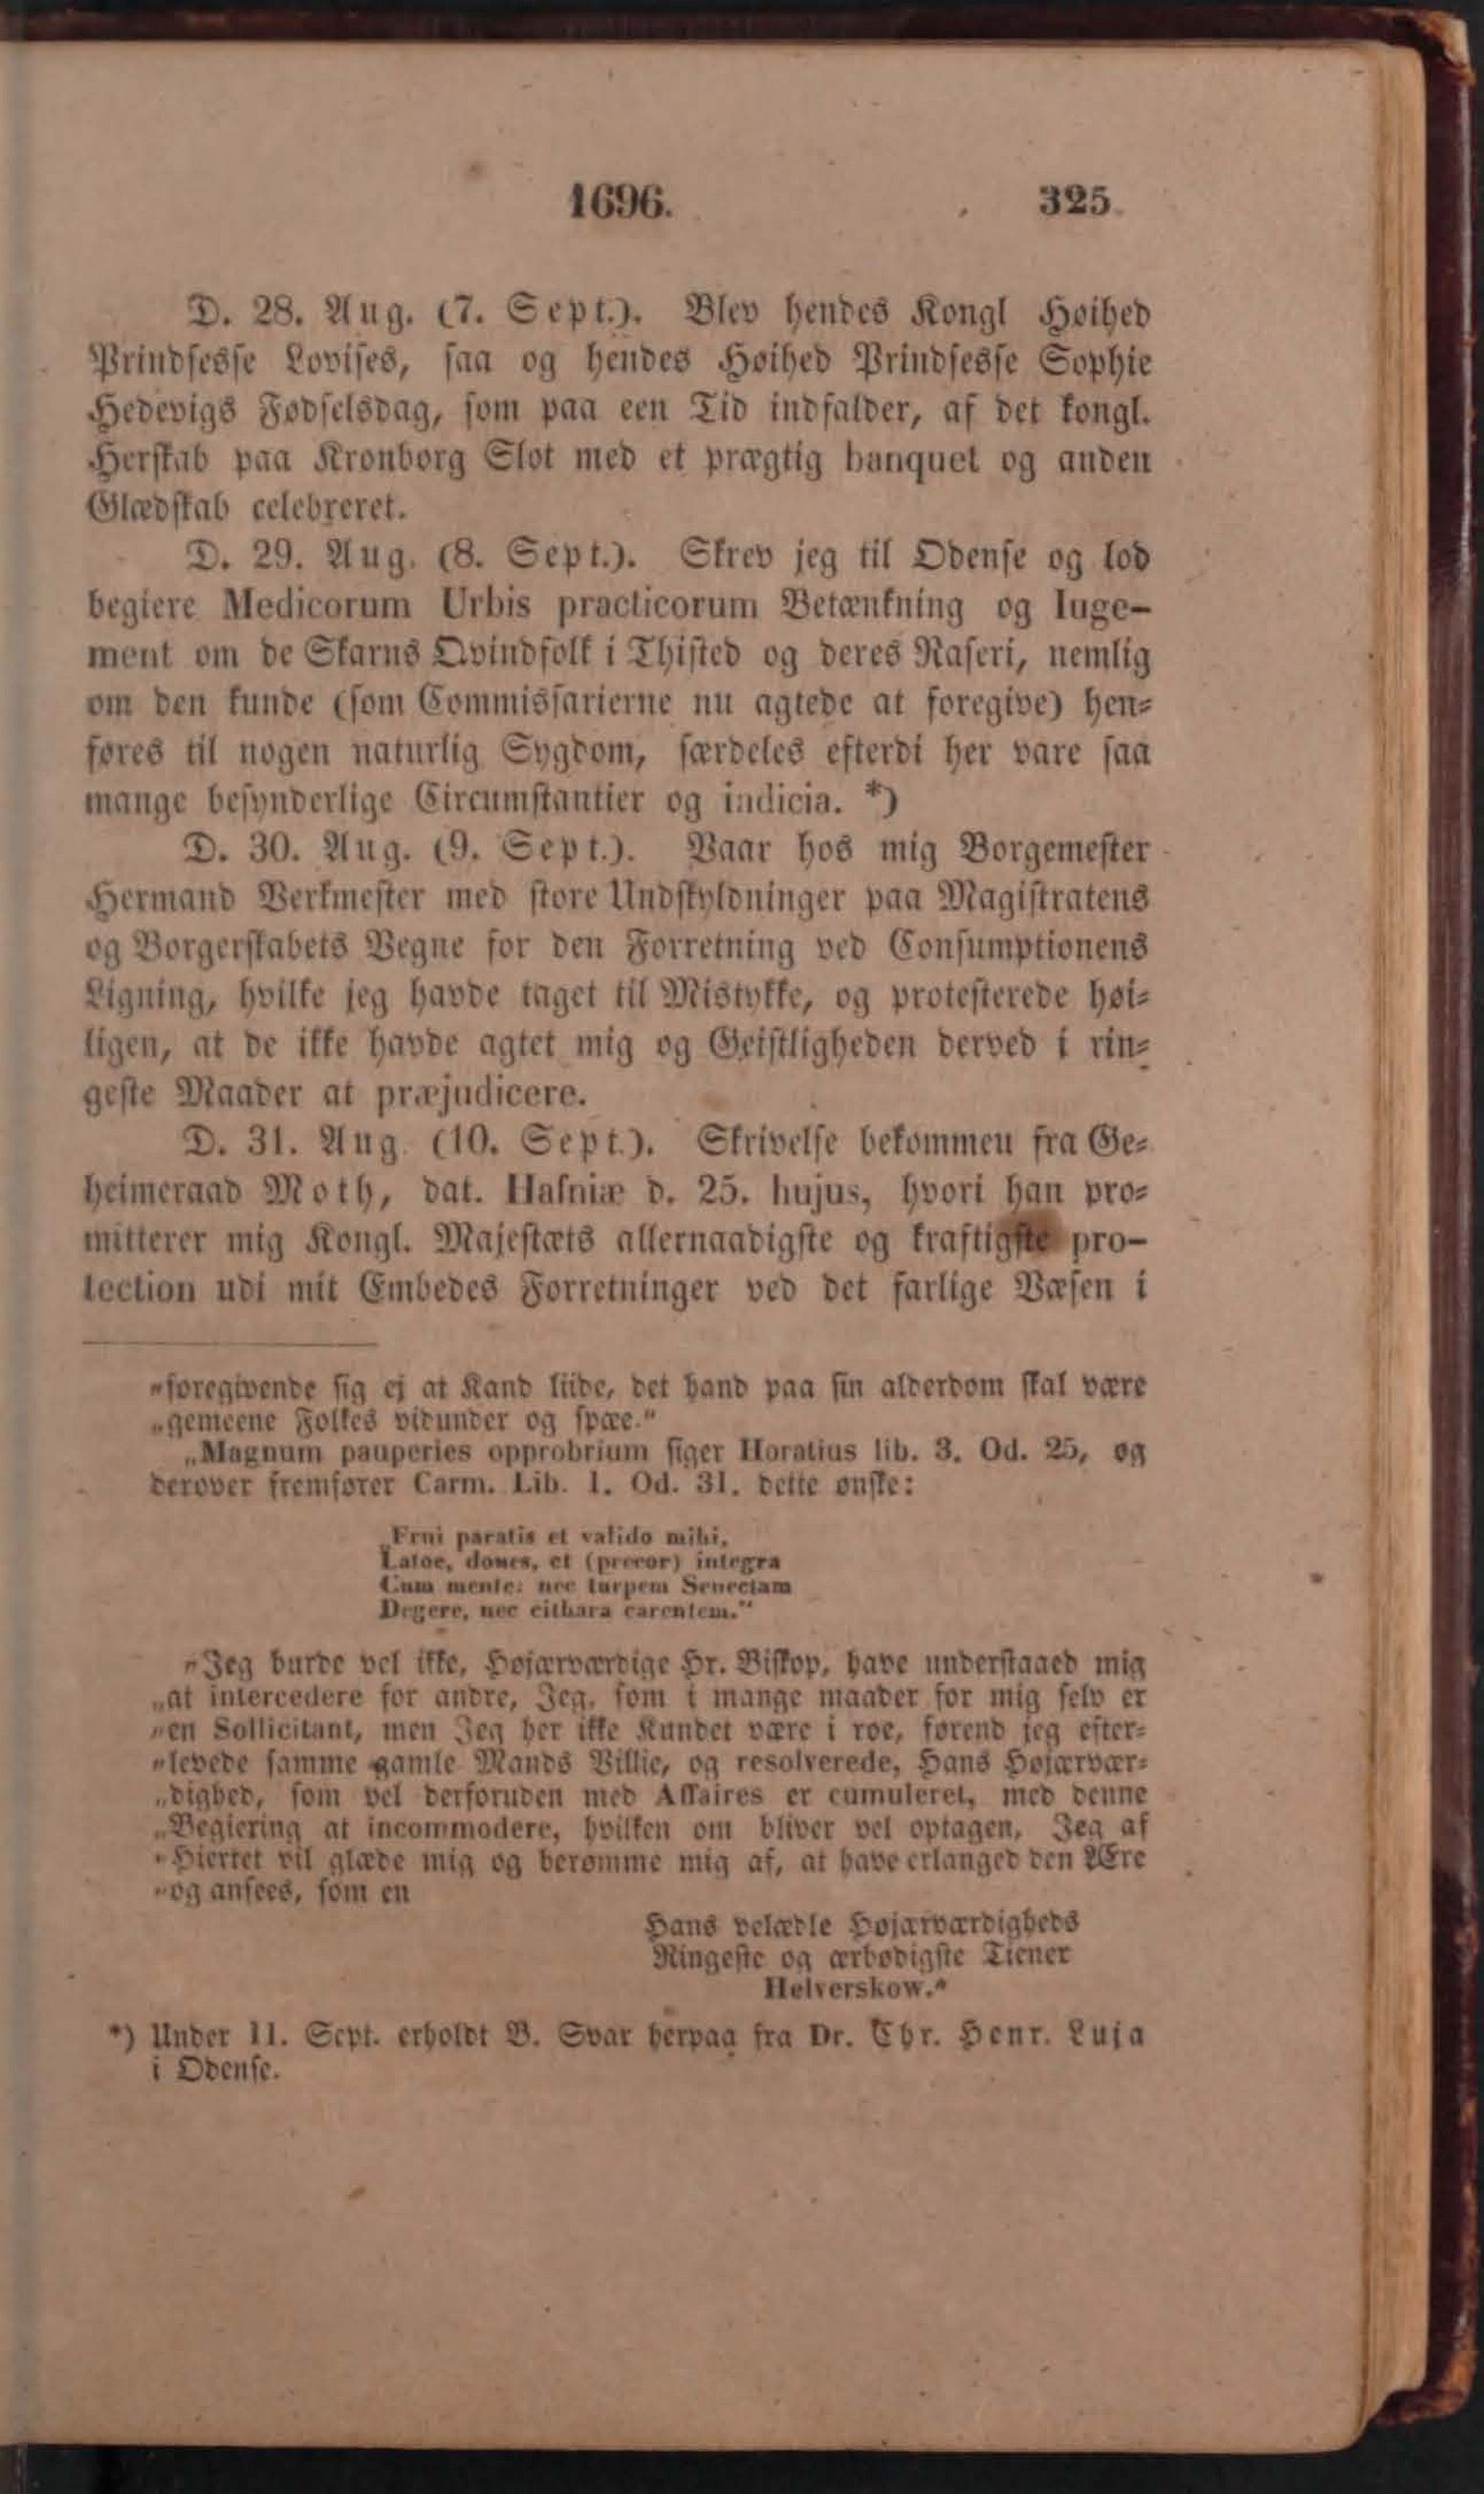 1696.
325
D. 28. Aug. (7. Sept.). Blev hendes Kongl Høihed
Prindsesse Lovises, saa og hendes Høihed Prindsesse Sophie
Hedevigs Fødselsdag, som paa een Tid indfalder, af det kongl.
Herskab paa Kronborg Slot med et prægtig banquet og anden
Glædskab celebreret.
D. 29. Aug. (8. Sept.). Skrev jeg til Odense og lod
begiere Medicorum Urbis practicorum Betænkning og Iuge-
ment om de Skarns Qvindfolk i Thisted og deres Raseri, nemlig
om den kunde (som Commissarierne nu agtede at foregive) hen-
føres til nogen naturlig Sygdom, særdeles efterdi her vare saa
mange besynderlige Circumstantier og indicia. *)
D. 30. Aug. (9. Sept.). Vaar hos mig Borgemester
Hermand Verkmester med store Undskyldninger paa Magistratens
og Borgerskabets Vegne for den Forretning ved Consumptionens
Ligning, hvilke jeg havde taget til Mistykke, og protesterede høi-
ligen, at de ikke havde agtet mig og Geistligheden derved i rin-
geste Maader at præjudicere.
D. 31. Aug. (10. Sept.). Skrivelse bekommen fra Ge-
heimeraad Moth, dat. Hafniæ d. 25. hujus, hvori han pro-
mitterer mig Kongl. Majestæts allernaadigste og kraftigste pro-
tection udi mit Embedes Forretninger ved det farlige Væsen i
„foregivende sig ej at Kand liide, det hand paa sin alderdom skal være
„gemeene Folkes vidunder og spæe.“
„Magnum pauperies opprobrium siger Horatius lib. 3. Od. 25, og
derover fremfører Carm. Lib. 1. Od. 31. dette ønske:
„Frui paratis et valido mihi,
Latoe, dones, et (precor) integra
Cum mente: nec turpem Senectam
Degere, nec cithara carentem.“
„Jeg burde vel ikke, Højærværdige Hr. Biskop, have understaaed mig
„at intercedere for andre, Jeg, som i mange maader for mig selv er
„en Sollicitant, men Jeg her ikke Kundet være i roe, førend jeg efter-
„levede samme gamle Mands Villie, og resolverede, Hans Højærvær-
„dighed, som vel derforuden med Affaires er cumuleret, med denne
„Begiering at incommodere, hvilken om bliver vel optagen, Jeg af
„Hiertet vil glæde mig og berømme mig af, at have erlanged den Ære
„og ansees, som en
Hans velædle Højærværdigheds
Ringeste og ærbødigste Tiener
Helverskow.“
*) Under 11. Sept. erholdt B. Svar herpaa fra Dr. Chr. Henr. Luja
i Odense.